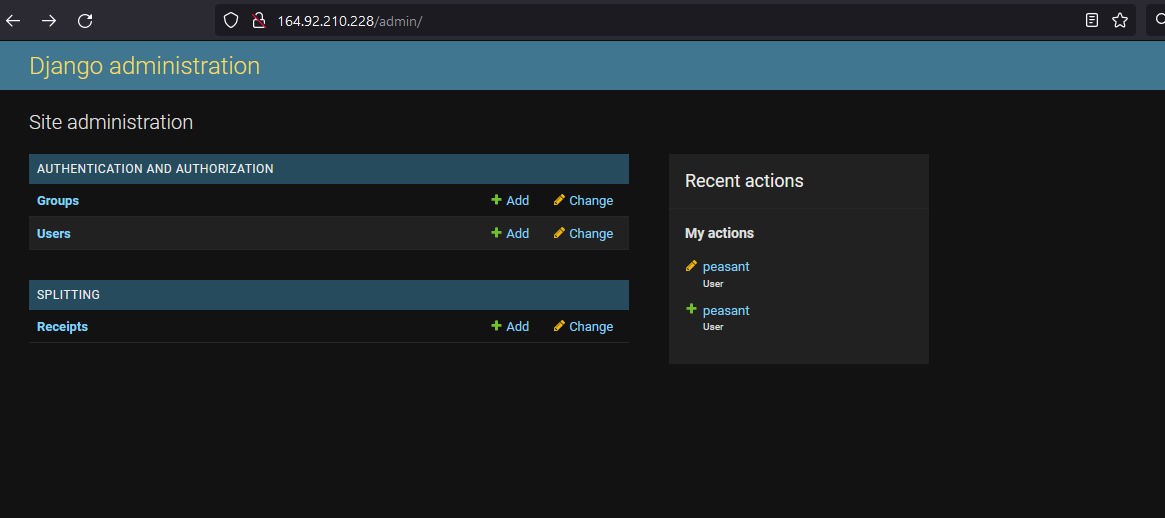 164.92.210.228/admin/
Django administration
Site administration
AUTHENTICATION AND AUTHORIZATION
Groups Add Change
Users Add Change
SPLITTING
Receipts Add Change
Recent actions
My actions
peasant
User
peasant
User